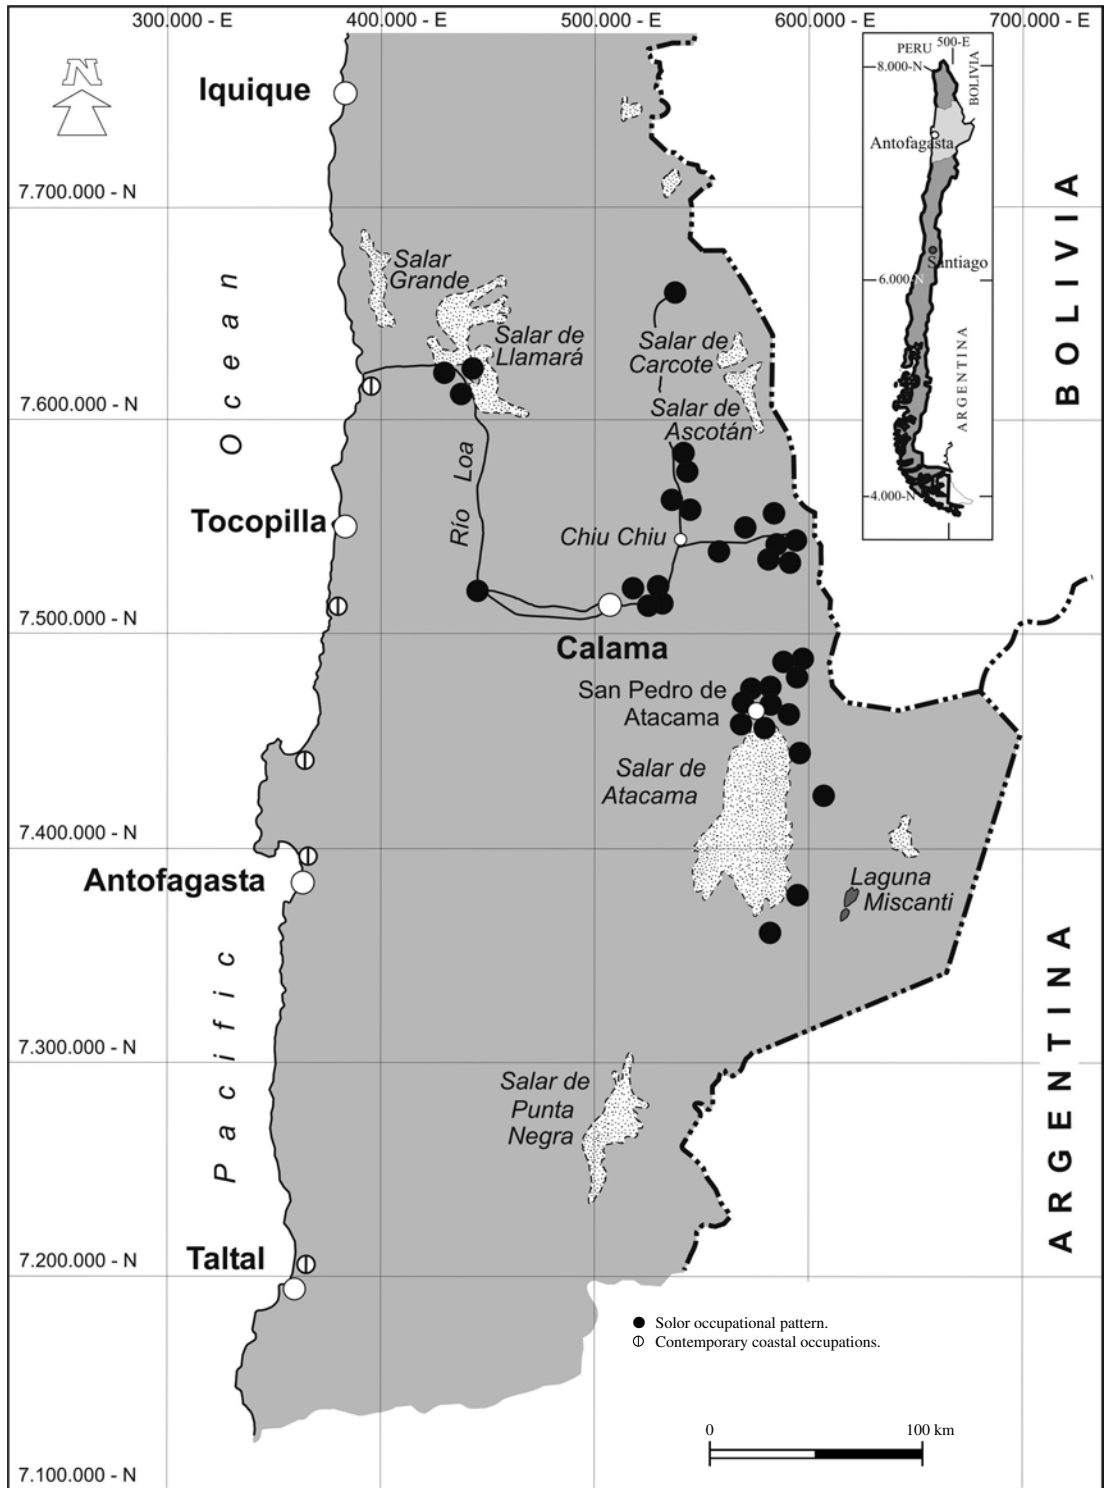 300.000 - E
400.000 - E
500.000 - E
600.000 - E
700.000 - E
N
Iquique
PERU
500-E
8.000-N
BOLIVIA
Antofagasta
Santiago
6.000-N
ARGENTINA
4.000-N
7.700.000 - N
BOLIVIA
Salar
Grande
Ocean
Salar de
Llamará
Salar de
Carcote
7.600.000 - N
Salar de
Ascotán
Río Loa
Tocopilla
Chiu Chiu
7.500.000 - N
Calama
San Pedro de
Atacama
Salar de
Atacama
7.400.000 - N
Antofagasta
Laguna
Miscanti
Pacific
ARGENTINA
7.300.000 - N
Salar de
Punta
Negra
Taltal
7.200.000 - N
Solor occupational pattern.
Contemporary coastal occupations.
0
100 km
7.100.000 - N